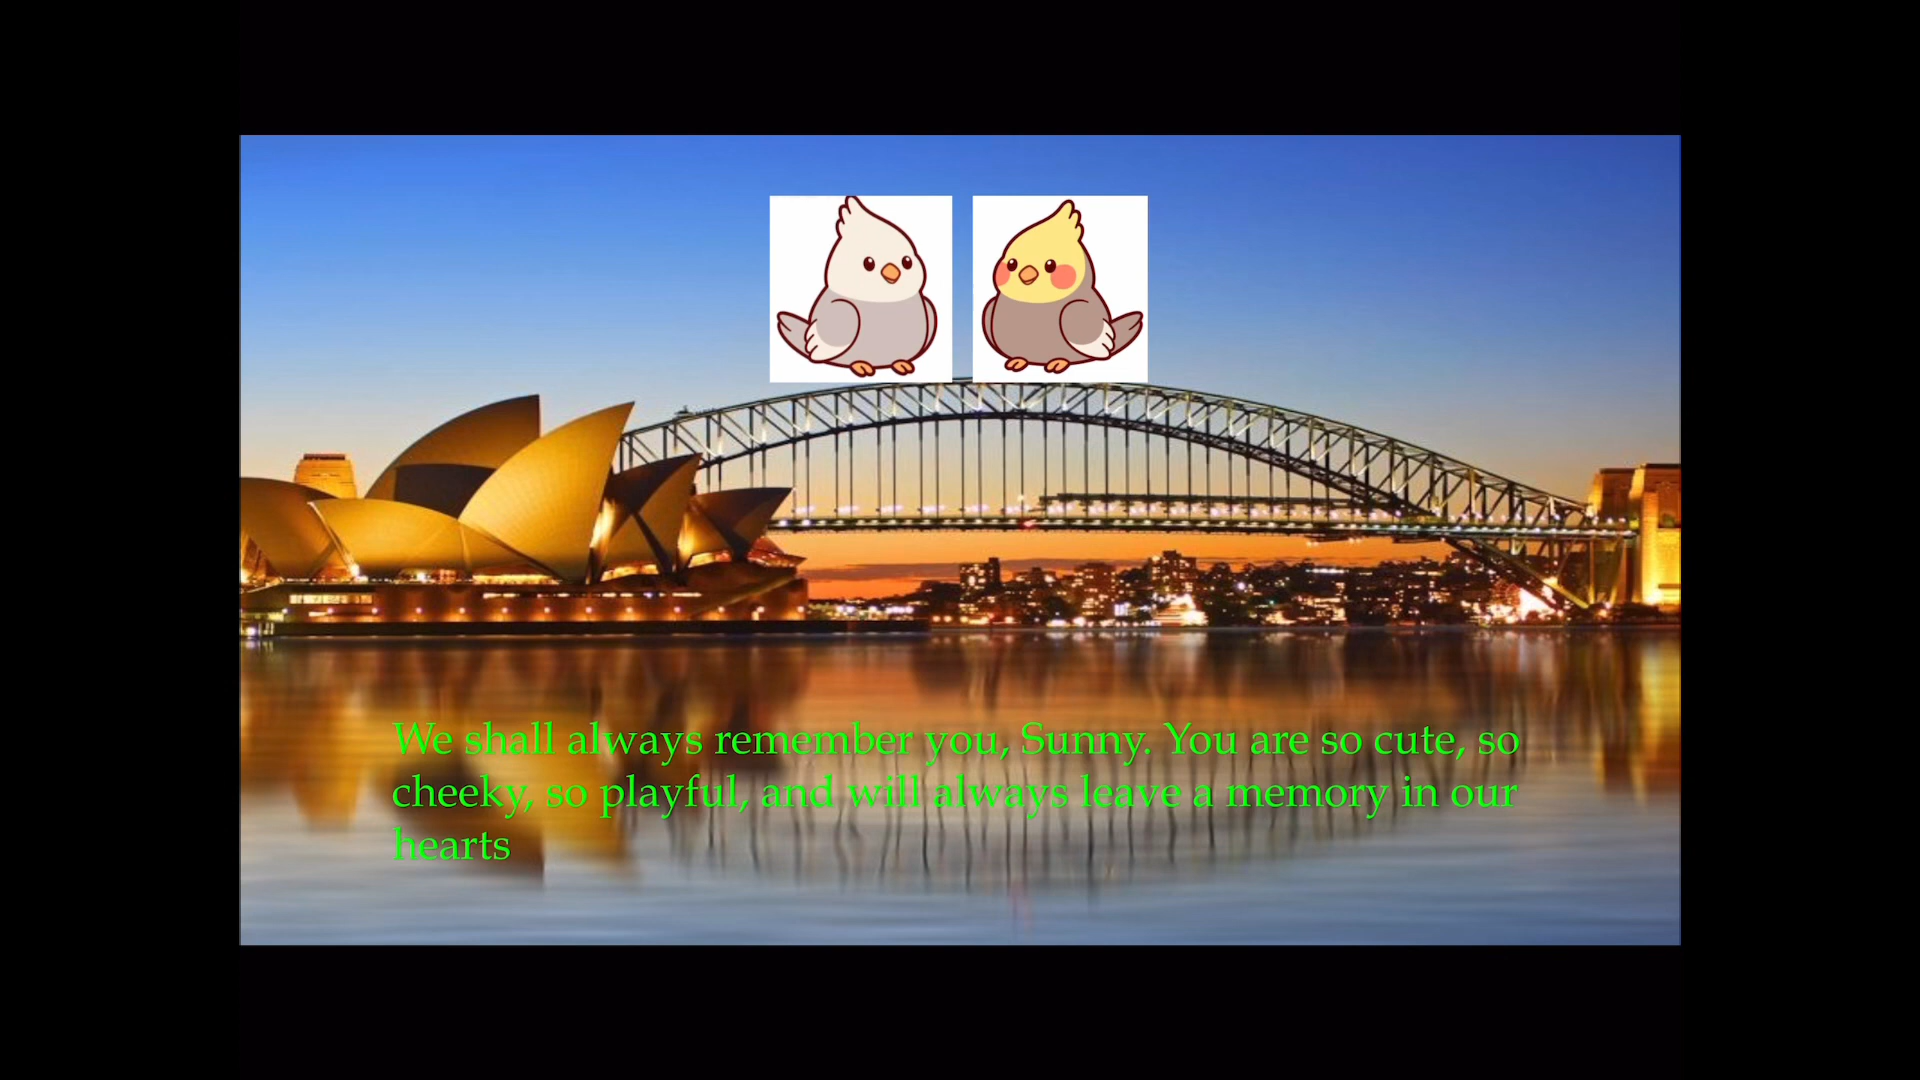 We shall always remember you, Sunny. You are so cute, so
cheeky, so playful, and will always leave a memory in our
hearts